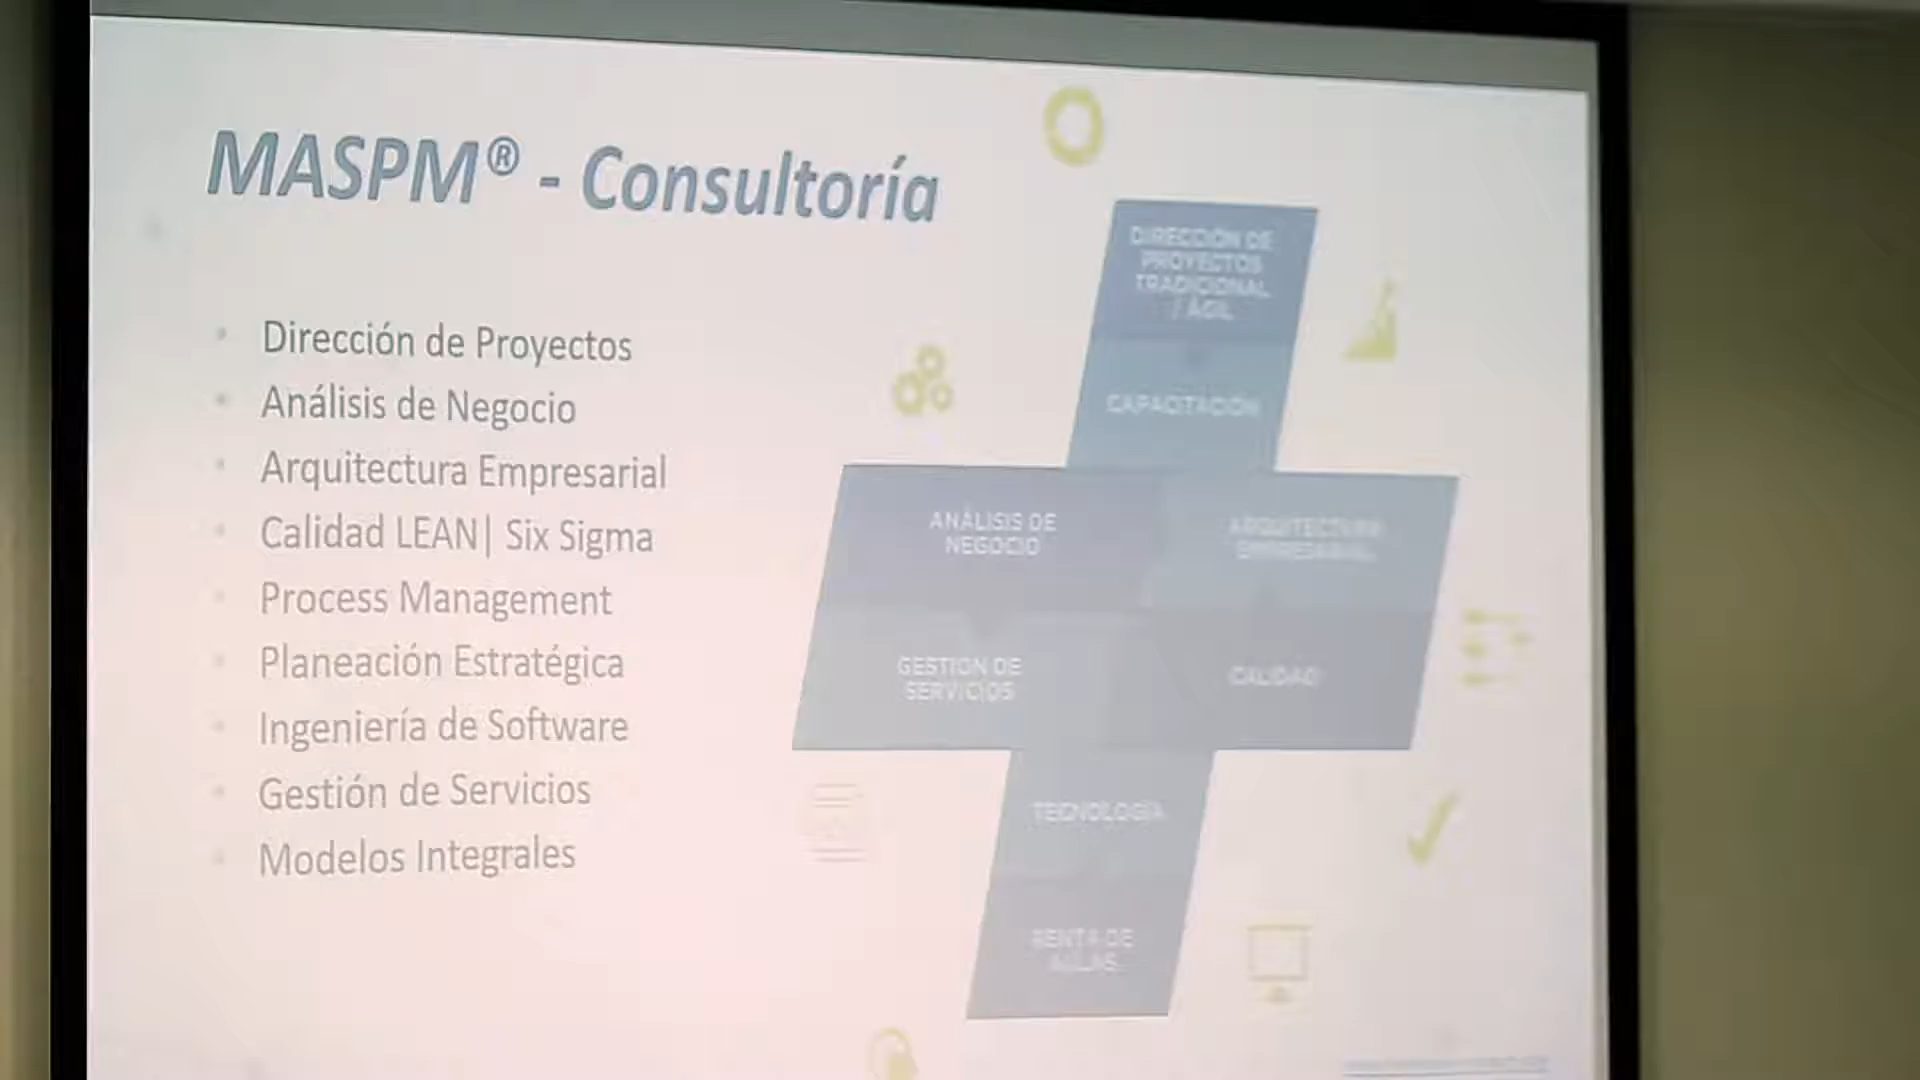 MASPM® - Consultoría
Dirección de Proyectos
Análisis de Negocio
Arquitectura Empresarial
Calidad LEAN| Six Sigma
Process Management
Planeación Estratégica
Ingeniería de Software
Gestión de Servicios
Modelos Integrales
DIRECCIÓN DE
PROYECTOS
TRADICIONAL
/ ÁGIL
CAPACITACIÓN
ANÁLISIS DE
NEGOCIO
ARQUITECTURA
EMPRESARIAL
GESTIÓN DE
SERVICIOS
CALIDAD
TECNOLOGÍA
RENTA DE
AULAS